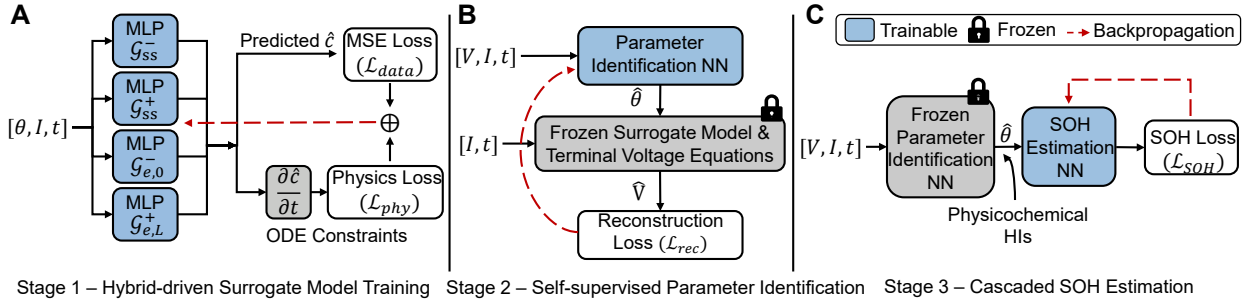 A
[θ, I, t]
MLP
𝒢ss⁻
MLP
𝒢ss⁺
MLP
𝒢e,0⁻
MLP
𝒢e,L⁺
Predicted ĉ
MSE Loss
(ℒdata)
⊕
∂ĉ
∂t
Physics Loss
(ℒphy)
ODE Constraints
Stage 1 – Hybrid-driven Surrogate Model Training
B
[V, I, t]
Parameter
Identification NN
θ̂
[I, t]
Frozen Surrogate Model &
Terminal Voltage Equations
V̂
Reconstruction
Loss (ℒrec)
Stage 2 – Self-supervised Parameter Identification
C
Trainable
Frozen
Backpropagation
[V, I, t]
Frozen
Parameter
Identification
NN
θ̂
SOH
Estimation
NN
SOH Loss
(ℒSOH)
Physicochemical
HIs
Stage 3 – Cascaded SOH Estimation